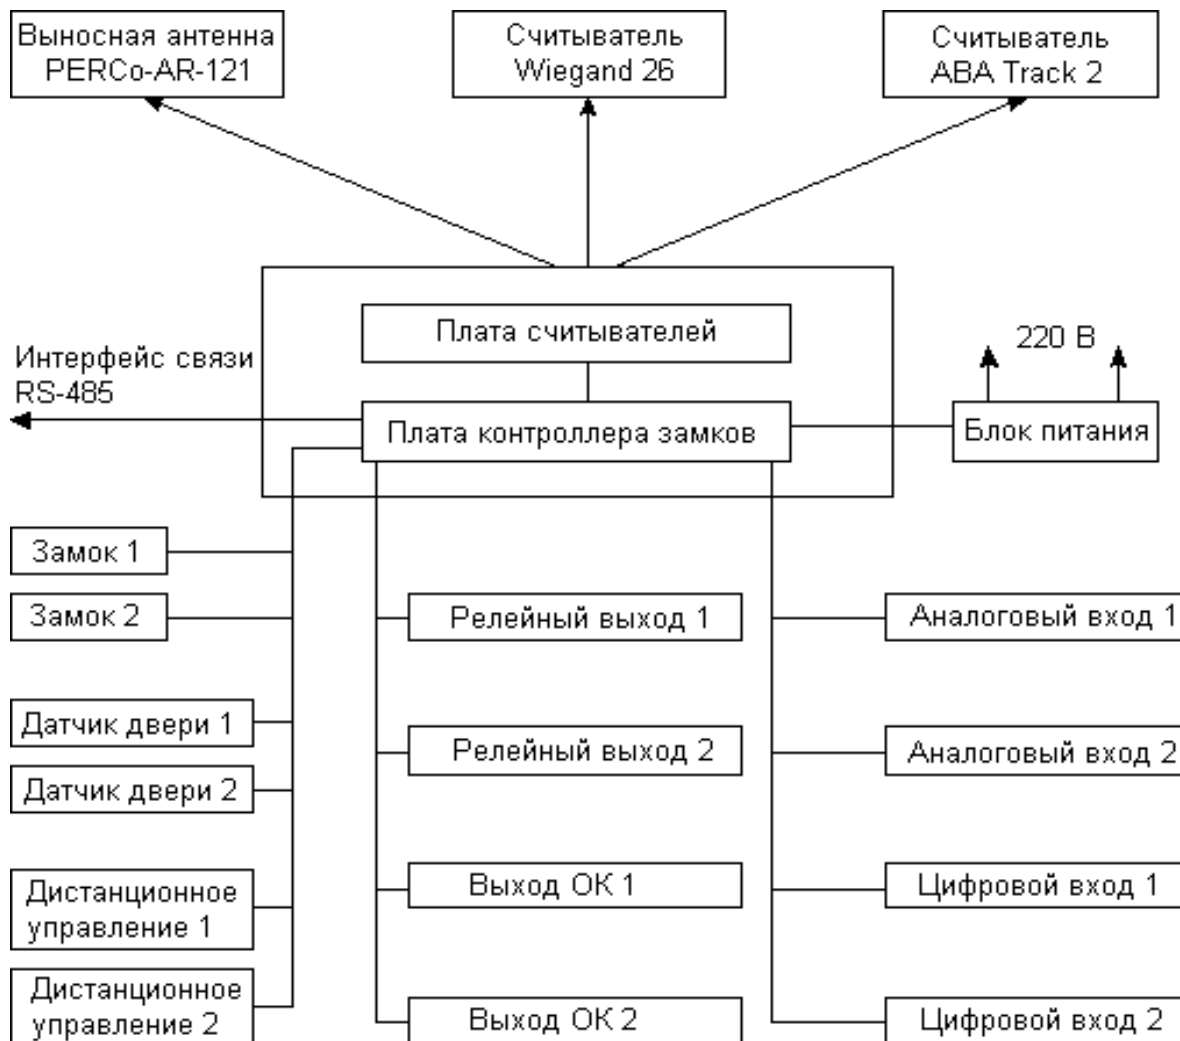 Выносная антенна
PERCo-AR-121
Считыватель
Wiegand 26
Считыватель
ABA Track 2
Плата считывателей
Интерфейс связи
RS-485
220 В
Плата контроллера замков
Блок питания
Замок 1
Замок 2
Релейный выход 1
Аналоговый вход 1
Датчик двери 1
Релейный выход 2
Аналоговый вход 2
Датчик двери 2
Дистанционное
управление 1
Выход ОК 1
Цифровой вход 1
Дистанционное
управление 2
Выход ОК 2
Цифровой вход 2